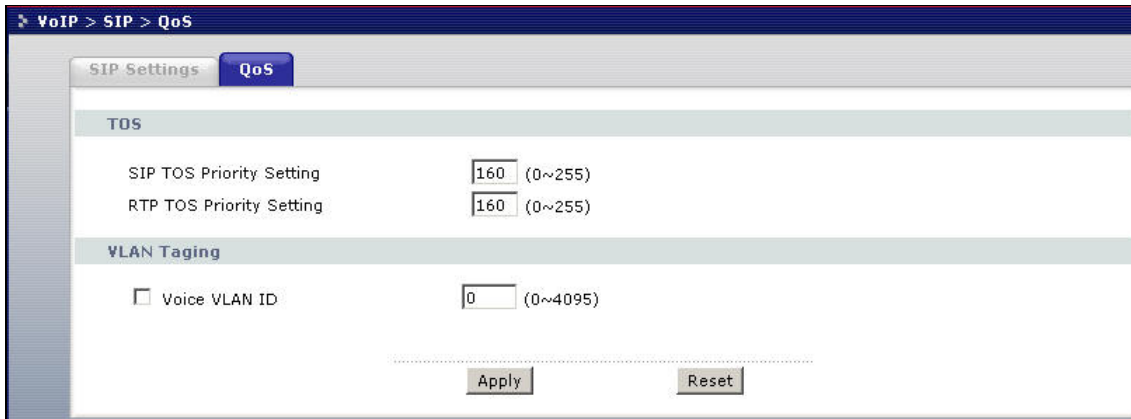 VoIP > SIP > QoS
SIP Settings QoS
TOS
SIP TOS Priority Setting 160 (0~255)
RTP TOS Priority Setting 160 (0~255)
VLAN Taging
Voice VLAN ID 0 (0~4095)
Apply Reset